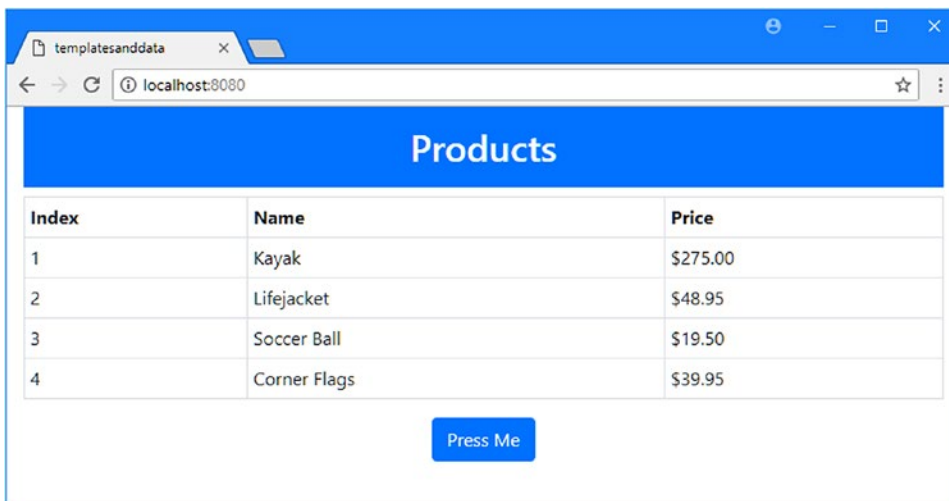 templatesanddata
localhost:8080
Products
Index Name Price
1 Kayak $275.00
2 Lifejacket $48.95
3 Soccer Ball $19.50
4 Corner Flags $39.95
Press Me